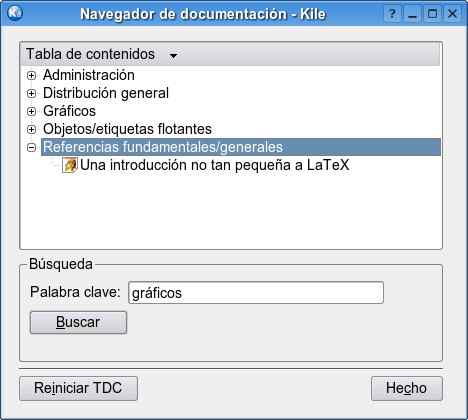 Navegador de documentación - Kile
Tabla de contenidos
Administración
Distribución general
Gráficos
Objetos/etiquetas flotantes
Referencias fundamentales/generales
Una introducción no tan pequeña a LaTeX
Búsqueda
Palabra clave: gráficos
Buscar
Reiniciar TDC Hecho